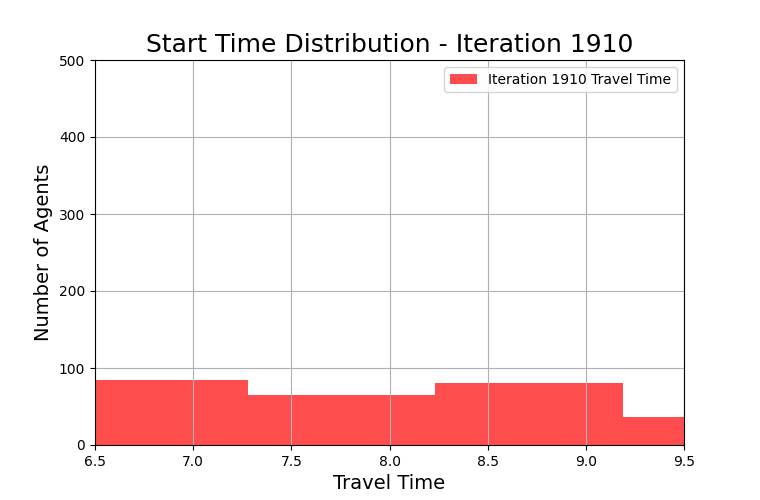 Start Time Distribution - Iteration 1910
500
400
300
200
100
0
Number of Agents
Iteration 1910 Travel Time
6.5 7.0 7.5 8.0 8.5 9.0 9.5
Travel Time